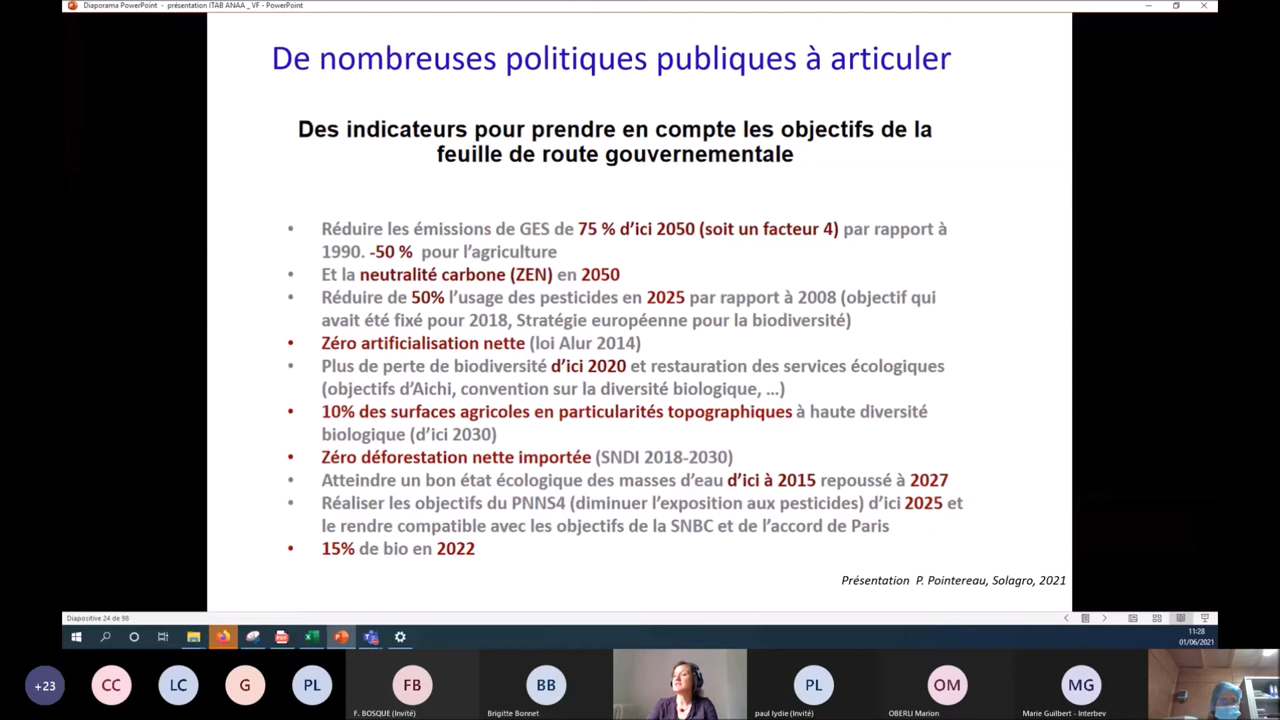 Diaporama PowerPoint - présentation ITAB ANAA _ VF - PowerPoint
De nombreuses politiques publiques à articuler
Des indicateurs pour prendre en compte les objectifs de la
feuille de route gouvernementale
• Réduire les émissions de GES de 75 % d’ici 2050 (soit un facteur 4) par rapport à
1990. -50 % pour l’agriculture
• Et la neutralité carbone (ZEN) en 2050
• Réduire de 50% l’usage des pesticides en 2025 par rapport à 2008 (objectif qui
avait été fixé pour 2018, Stratégie européenne pour la biodiversité)
• Zéro artificialisation nette (loi Alur 2014)
• Plus de perte de biodiversité d’ici 2020 et restauration des services écologiques
(objectifs d’Aichi, convention sur la diversité biologique, …)
• 10% des surfaces agricoles en particularités topographiques à haute diversité
biologique (d’ici 2030)
• Zéro déforestation nette importée (SNDI 2018-2030)
• Atteindre un bon état écologique des masses d’eau d’ici à 2015 repoussé à 2027
• Réaliser les objectifs du PNNS4 (diminuer l’exposition aux pesticides) d’ici 2025 et
le rendre compatible avec les objectifs de la SNBC et de l’accord de Paris
• 15% de bio en 2022
Présentation P. Pointereau, Solagro, 2021
Diapositive 24 de 98
11:28
01/06/2021
+23
CC
LC
G
PL
FB
BB
PL
OM
MG
F. BOSQUE (Invité)
Brigitte Bonnet
paul lydie (Invité)
OBERLI Marion
Marie Guilbert - Interbev